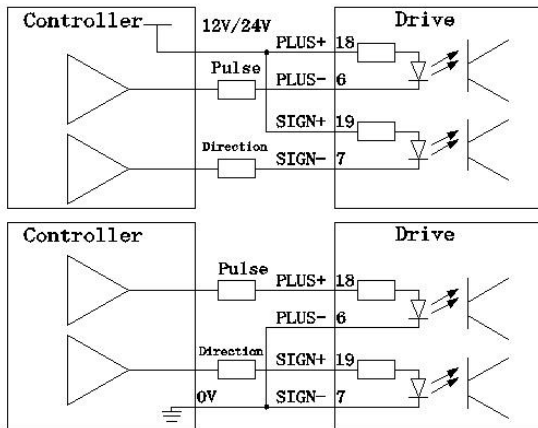 Controller 12V/24V Drive
PLUS+ 18
Pulse PLUS- 6
SIGN+ 19
Direction SIGN- 7
Controller Drive
Pulse PLUS+ 18
PLUS- 6
Direction SIGN+ 19
0V SIGN- 7